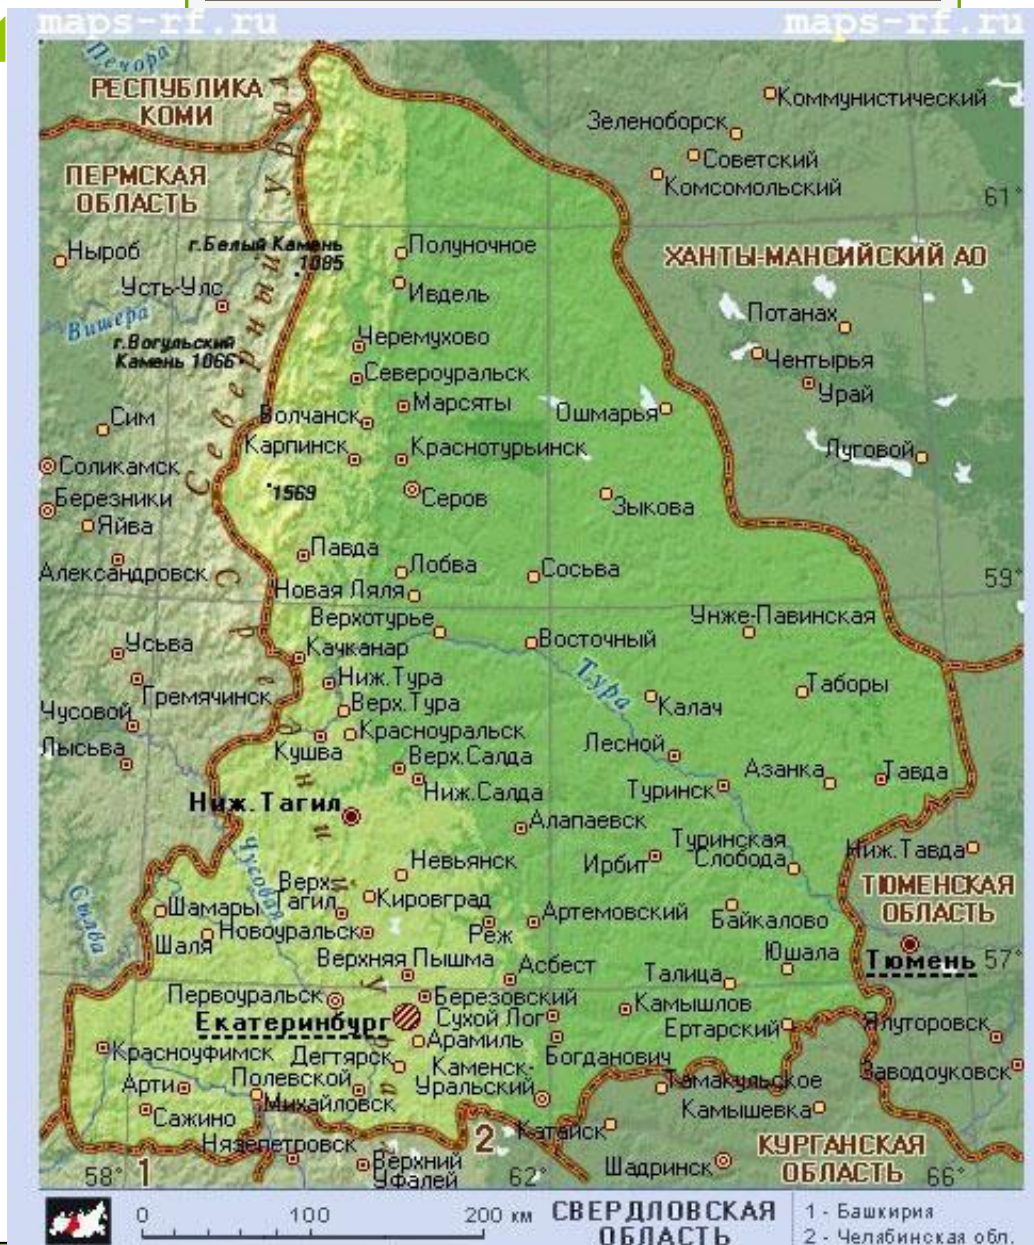 maps-rf.ru maps-rf.ru
Печора
РЕСПУБЛИКА
КОМИ
Коммунистический
Зеленоборск
Советский
Комсомольский
ПЕРМСКАЯ
ОБЛАСТЬ
61°
Ныроб
г.Белый Камень
1085
Полуночное
ХАНТЫ-МАНСИЙСКИЙ АО
Усть-Улс
Ивдель
Вишера
Потанах
г.Вогульский
Камень 1066
Черемухово
Чентырья
Североуральск
Урай
Северный Урал
Сим
Волчанск
Марсяты
Ошмарья
Карпинск
Краснотурьинск
Луговой
Соликамск
1569
Серов
Зыкова
Березники
Яйва
Павда
Александровск
Лобва
Сосьва
59°
Новая Ляля
Верхотурье
Унже-Павинская
Усьва
Качканар
Восточный
Гремячинск
Ниж.Тура
Тура
Таборы
Чусовой
Верх.Тура
Калач
Лысьва
Кушва
Красноуральск
Лесной
Верх.Салда
Азанка
Тавда
Ниж.Салда
Туринск
Ниж.Тагил
Алапаевск
Средний Урал
Чусовая
Невьянск
Ирбит
Туринская
Слобода
Ниж.Тавда
Верх.
Тагил
Кировград
ТЮМЕНСКАЯ
ОБЛАСТЬ
Сылва
Шамары
Артемовский
Байкалово
Шаля
Новоуральск
Реж
Верхняя Пышма
Асбест
Юшала
Тюмень
57°
Талица
Первоуральск
Березовский
Камышлов
Екатеринбург
Сухой Лог
Ертарский
Ялуторовск
Арамиль
Красноуфимск
Дегтярск
Богданович
Каменск-
Уральский
Заводоуковск
Арти
Полевской
Тамакульское
Михайловск
Камышевка
Сажино
Нязепетровск
2
Катайск
КУРГАНСКАЯ
ОБЛАСТЬ
58°
1
Верхний
Уфалей
62°
Шадринск
66°
0 100 200 км
СВЕРДЛОВСКАЯ
ОБЛАСТЬ
1 - Башкирия
2 - Челябинская обл.